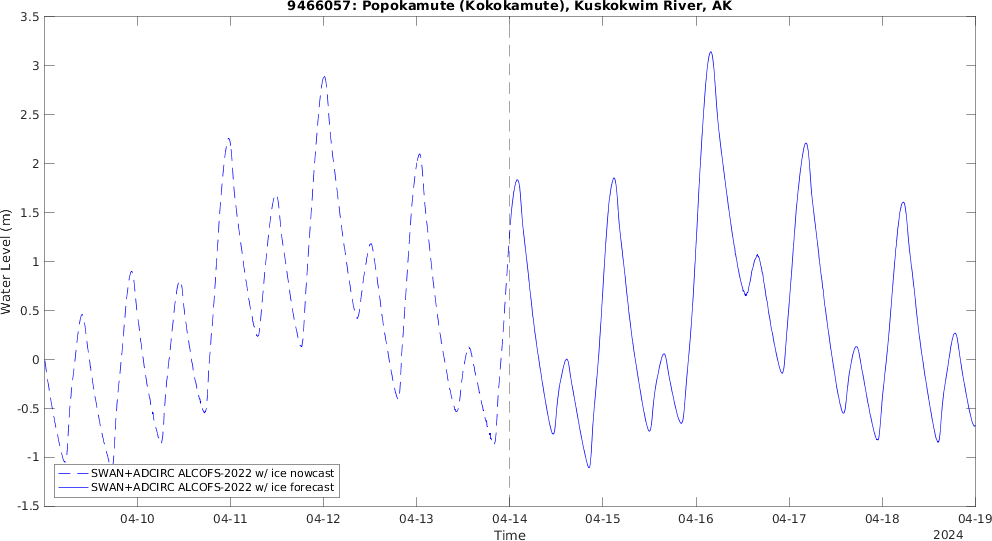 9466057: Popokamute (Kokokamute), Kuskokwim River, AK
3.5
3
2.5
2
1.5
1
0.5
0
-0.5
-1
-1.5
Water Level (m)
SWAN+ADCIRC ALCOFS-2022 w/ ice nowcast
SWAN+ADCIRC ALCOFS-2022 w/ ice forecast
04-10 04-11 04-12 04-13 04-14 04-15 04-16 04-17 04-18 04-19
Time
2024